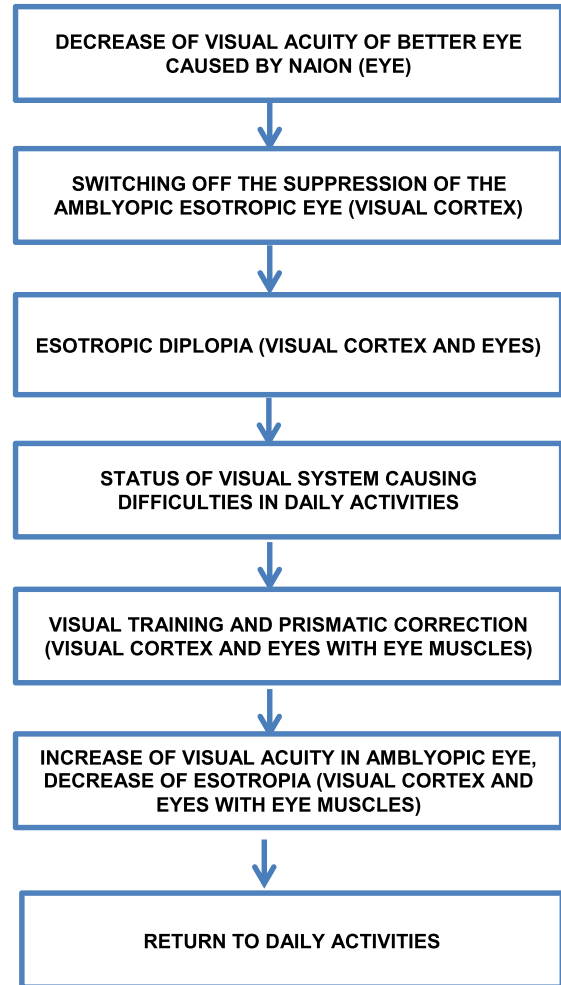 DECREASE OF VISUAL ACUITY OF BETTER EYE
CAUSED BY NAION (EYE)
SWITCHING OFF THE SUPPRESSION OF THE
AMBLYOPIC ESOTROPIC EYE (VISUAL CORTEX)
ESOTROPIC DIPLOPIA (VISUAL CORTEX AND EYES)
STATUS OF VISUAL SYSTEM CAUSING
DIFFICULTIES IN DAILY ACTIVITIES
VISUAL TRAINING AND PRISMATIC CORRECTION
(VISUAL CORTEX AND EYES WITH EYE MUSCLES)
INCREASE OF VISUAL ACUITY IN AMBLYOPIC EYE,
DECREASE OF ESOTROPIA (VISUAL CORTEX AND
EYES WITH EYE MUSCLES)
RETURN TO DAILY ACTIVITIES